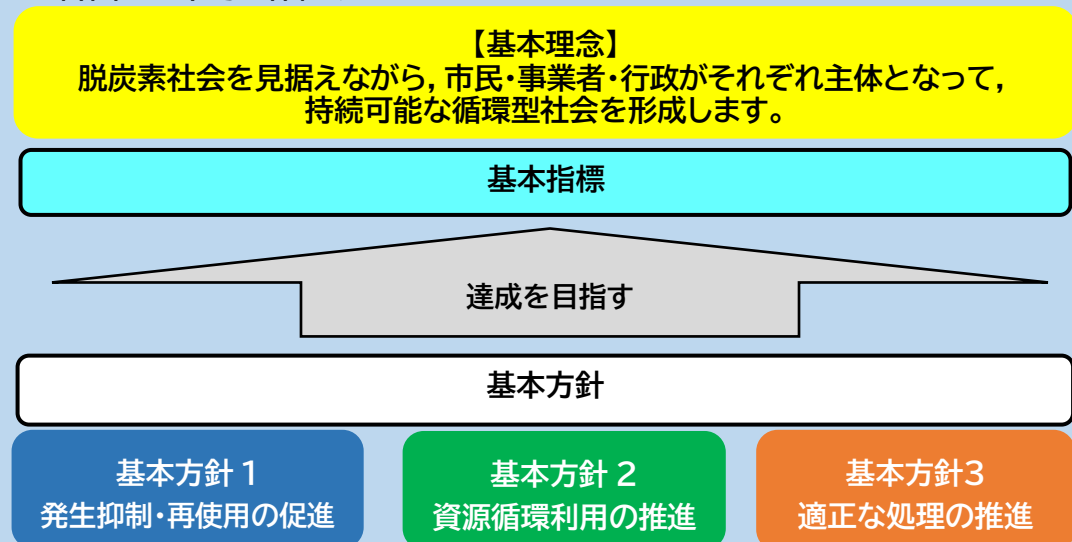 【基本理念】
脱炭素社会を見据えながら，市民・事業者・行政がそれぞれ主体となって，
持続可能な循環型社会を形成します。
基本指標
達成を目指す
基本方針
基本方針１
発生抑制・再使用の促進
基本方針２
資源循環利用の推進
基本方針3
適正な処理の推進